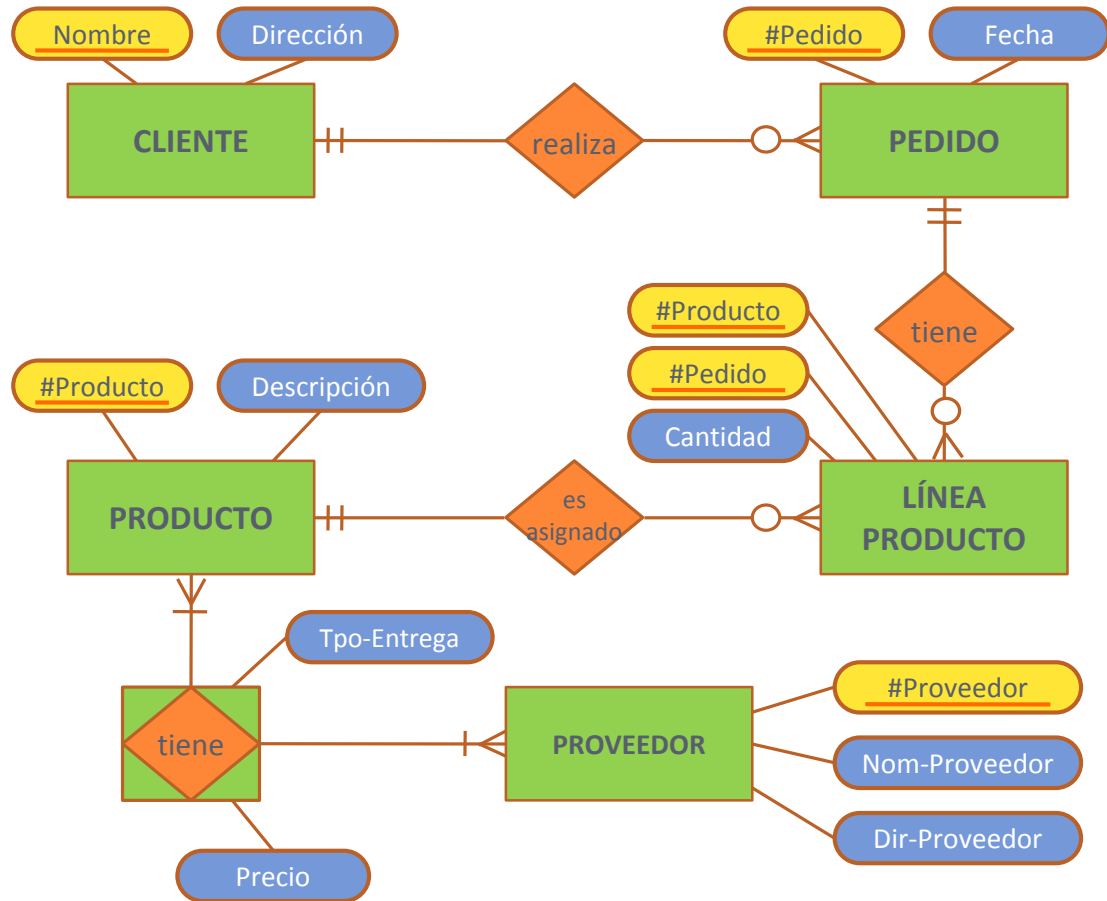 Nombre
Dirección
#Pedido
Fecha
CLIENTE
realiza
PEDIDO
#Producto
tiene
#Pedido
#Producto
Descripción
Cantidad
PRODUCTO
es
asignado
LÍNEA
PRODUCTO
Tpo-Entrega
#Proveedor
tiene
PROVEEDOR
Nom-Proveedor
Dir-Proveedor
Precio